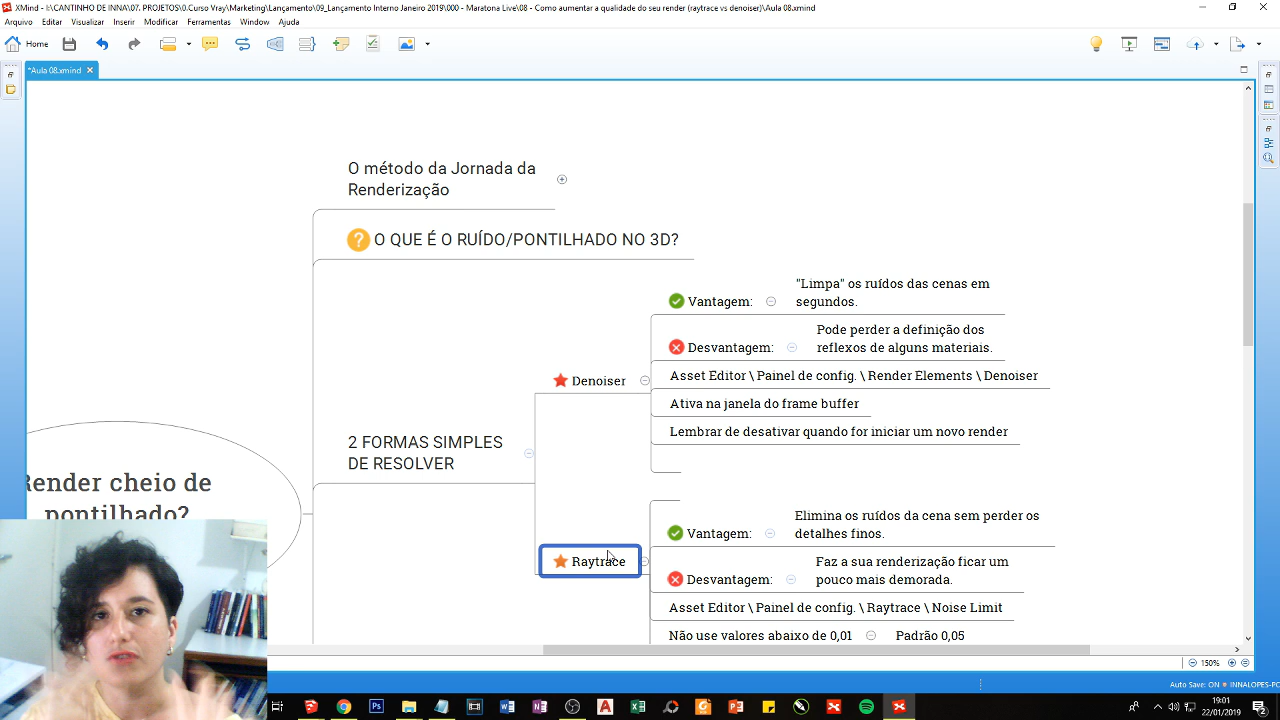 XMind - I:\CANTINHO DE INNA\07. PROJETOS\0.Curso Vray\Marketing\Lançamento\09_Lançamento Interno Janeiro 2019\000 - Maratona Live\08 - Como aumentar a qualidade do seu render (raytrace vs denoiser)\Aula 08.xmind
Arquivo Editar Visualizar Inserir Modificar Ferramentas Window Ajuda
Home
*Aula 08.xmind
O método da Jornada da
Renderização
O QUE É O RUÍDO/PONTILHADO NO 3D?
"Limpa" os ruídos das cenas em
Vantagem:
segundos.
Pode perder a definição dos
Desvantagem:
reflexos de alguns materiais.
Denoiser
Asset Editor \ Painel de config. \ Render Elements \ Denoiser
Ativa na janela do frame buffer
Lembrar de desativar quando for iniciar um novo render
2 FORMAS SIMPLES
DE RESOLVER
Render cheio de
pontilhado?
Elimina os ruídos da cena sem perder os
Vantagem:
detalhes finos.
Raytrace
Faz a sua renderização ficar um
Desvantagem:
pouco mais demorada.
Asset Editor \ Painel de config. \ Raytrace \ Noise Limit
Não use valores abaixo de 0,01
Padrão 0,05
150%
Auto Save: ON
INNALOPES-PC
19:01
22/01/2019